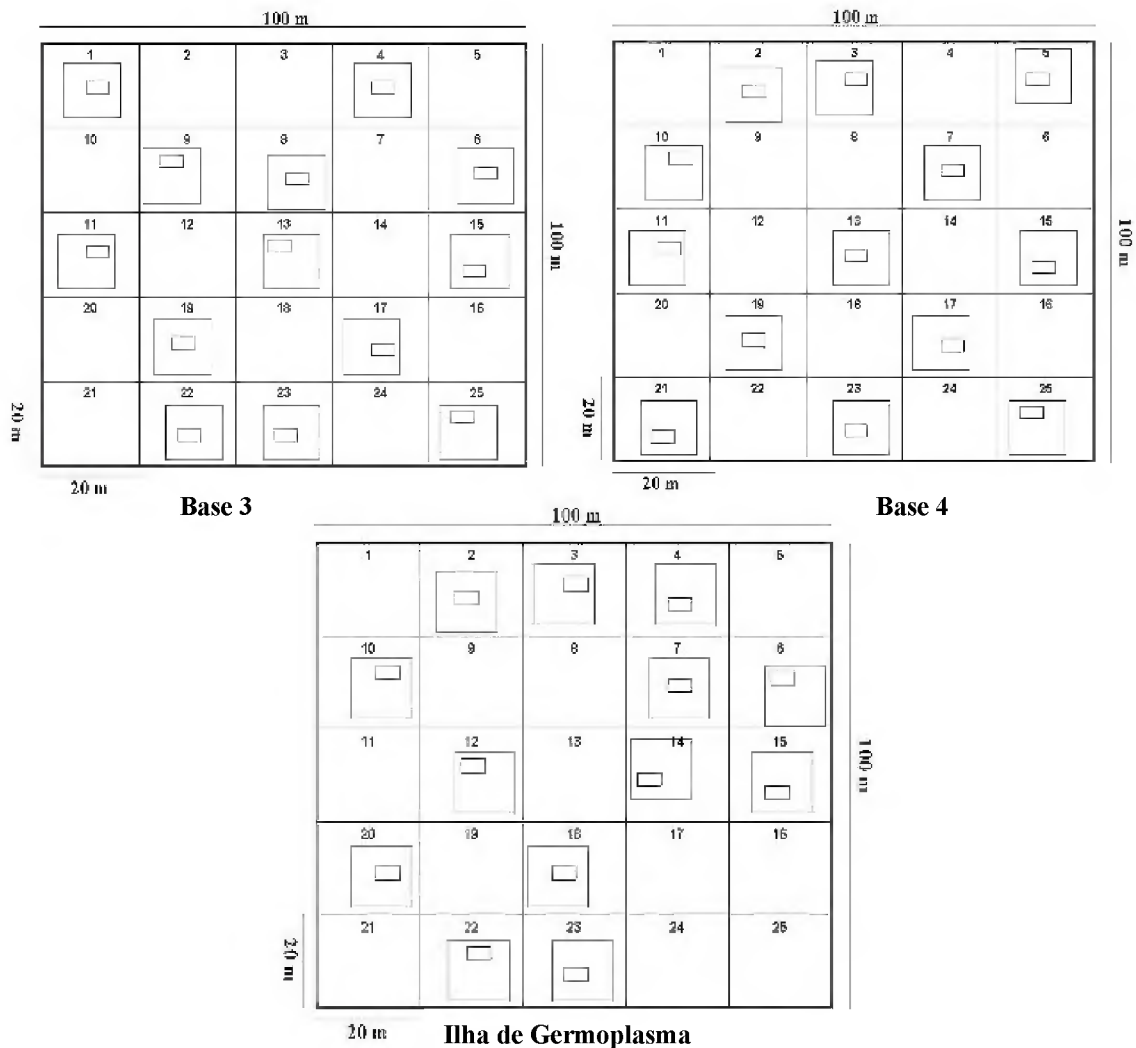 100 m
1 2 3 4 5
10 9 8 7 6
11 12 13 14 15
20 19 18 17 16
21 22 23 24 25
100 m
20 m
20 m
Base 3
100 m
1 2 3 4 5
10 9 8 7 6
11 12 13 14 15
20 19 18 17 16
21 22 23 24 25
100 m
20 m
20 m
Base 4
100 m
1 2 3 4 5
10 9 8 7 6
11 12 13 14 15
20 19 18 17 16
21 22 23 24 25
100 m
20 m
20 m
Ilha de Germoplasma